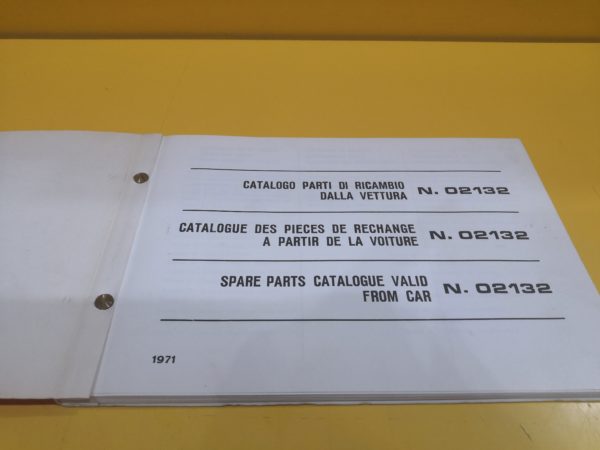 CATALOGO PARTI DI RICAMBIO
DALLA VETTURA N. 02132
CATALOGUE DES PIECES DE RECHANGE
A PARTIR DE LA VOITURE N. 02132
SPARE PARTS CATALOGUE VALID
FROM CAR N. 02132
1971